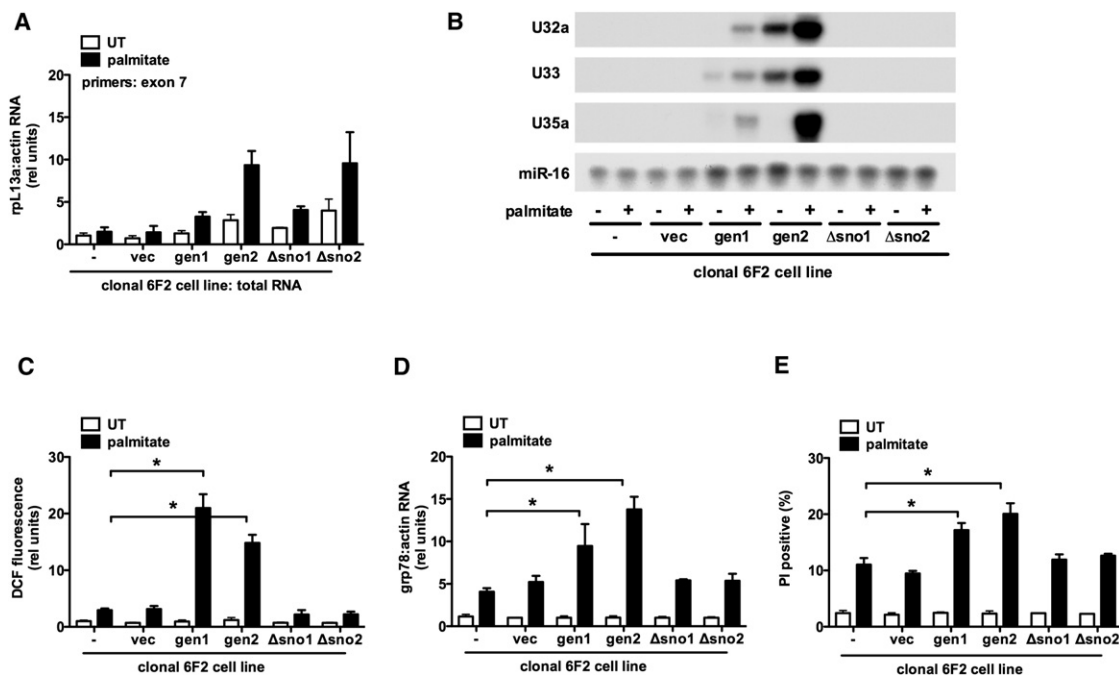 A
UT
palmitate
primers: exon 7
rpL13a:actin RNA
(rel units)
20
15
10
5
0
- vec gen1 gen2 Δsno1 Δsno2
clonal 6F2 cell line: total RNA
B
U32a
U33
U35a
miR-16
palmitate - + - + - + - + - + - +
- vec gen1 gen2 Δsno1 Δsno2
clonal 6F2 cell line
C
UT
palmitate
DCF fluorescence
(rel units)
30
20
10
0
* 
*
- vec gen1 gen2 Δsno1 Δsno2
clonal 6F2 cell line
D
UT
palmitate
grp78:actin RNA
(rel units)
20
15
10
5
0
*
*
- vec gen1 gen2 Δsno1 Δsno2
clonal 6F2 cell line
E
UT
palmitate
PI positive (%)
30
20
10
0
*
*
- vec gen1 gen2 Δsno1 Δsno2
clonal 6F2 cell line